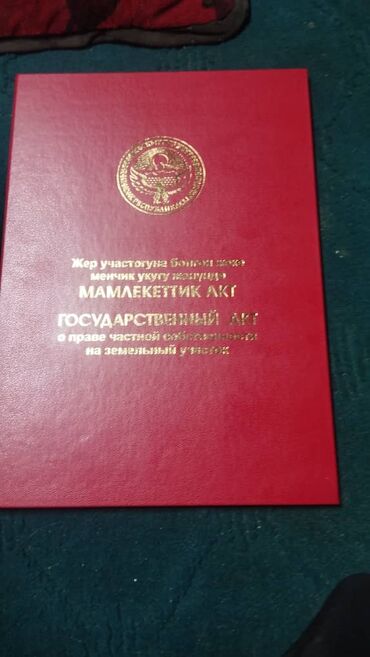 Жер участогуна болгон жеке
менчик укугу жөнүндө
МАМЛЕКЕТТИК АКТ
ГОСУДАРСТВЕННЫЙ АКТ
о праве частной собственности
на земельный участок